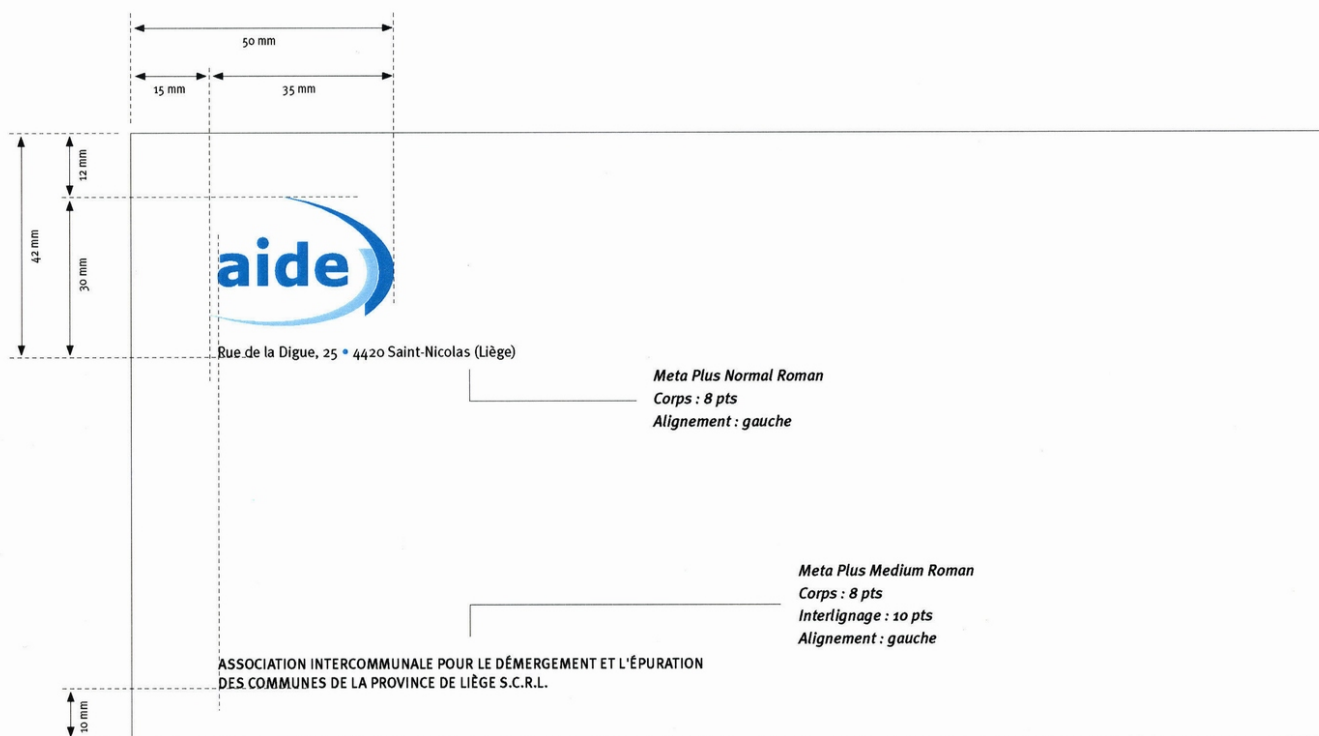 50 mm
15 mm
35 mm
12 mm
42 mm
30 mm
aide
Rue de la Digue, 25 • 4420 Saint-Nicolas (Liège)
Meta Plus Normal Roman
Corps : 8 pts
Alignement : gauche
Meta Plus Medium Roman
Corps : 8 pts
Interlignage : 10 pts
Alignement : gauche
ASSOCIATION INTERCOMMUNALE POUR LE DÉMERGEMENT ET L'ÉPURATION
DES COMMUNES DE LA PROVINCE DE LIÈGE S.C.R.L.
10 mm